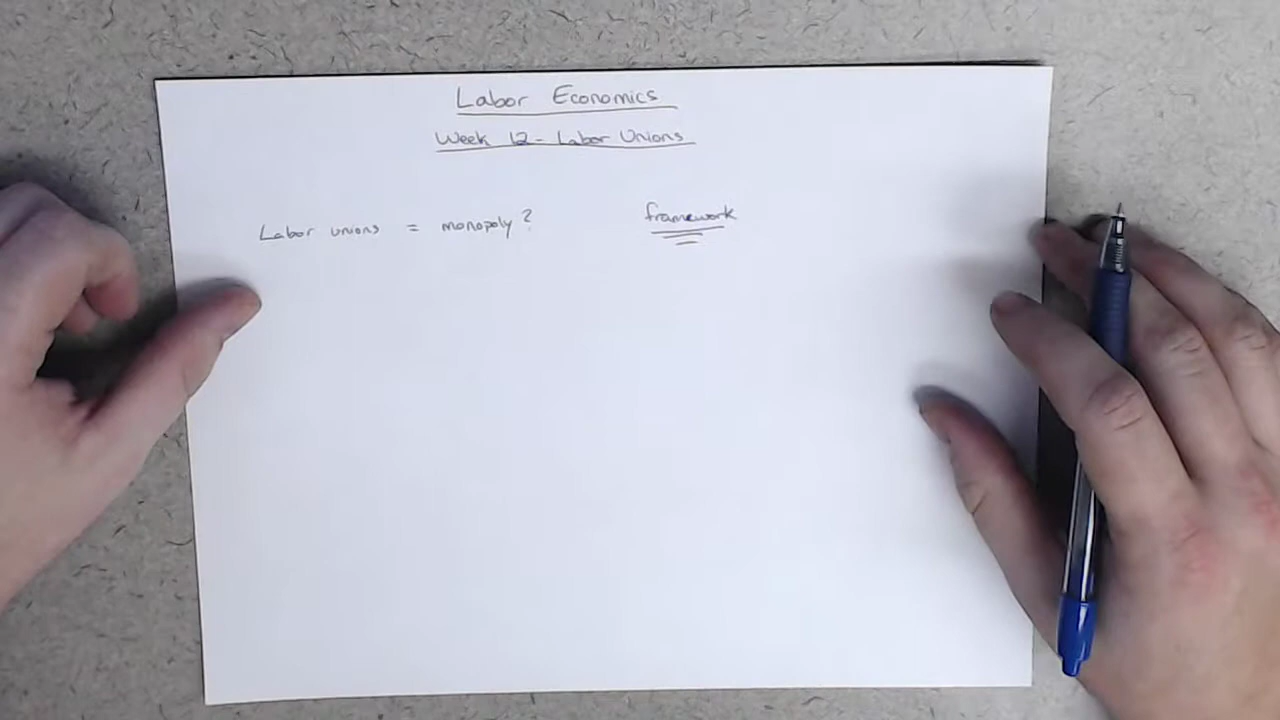 Labor Economics
Week 12 - Labor Unions
Labor unions = monopoly? framework